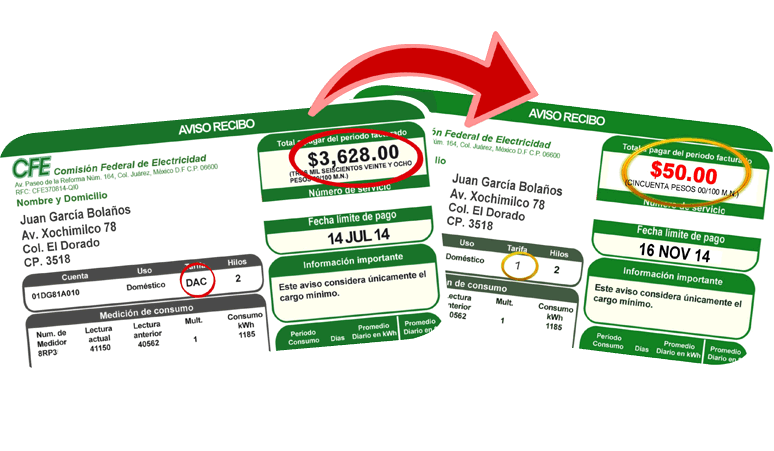 AVISO RECIBO
CFE Comisión Federal de Electricidad
Av. Paseo de la Reforma Núm. 164, Col. Juárez, México D.F C.P. 06600
RFC: CFE370814-QI0
Nombre y Domicilio
Juan García Bolaños
Av. Xochimilco 78
Col. El Dorado
CP. 3518
Total a pagar del periodo facturado
$3,628.00
(TRES MIL SEISCIENTOS VEINTE Y OCHO
PESOS 00/100 M.N.)
Número de servicio
Fecha límite de pago
14 JUL 14
Información importante
Este aviso considera únicamente el
cargo mínimo.
Cuenta Uso Tarifa Hilos
01DG81A010 Doméstico DAC 2
Medición de consumo
Num. de Medidor Lectura actual Lectura anterior Mult. Consumo kWh
8RP3 41150 40562 1 1185
Periodo Consumo Días Promedio Diario en kWh Promedio Diario en
AVISO RECIBO
ión Federal de Electricidad
úm. 164, Col. Juárez, México D.F C.P. 06600
cilio
García Bolaños
Xochimilco 78
El Dorado
3518
Total a pagar del periodo facturado
$50.00
(CINCUENTA PESOS 00/100 M.N.)
Número de servicio
Fecha límite de pago
16 NOV 14
Información importante
Este aviso considera únicamente el
cargo mínimo.
Uso Tarifa Hilos
Doméstico 1 2
ón de consumo
Lectura anterior Mult. Consumo kWh
0562 1 1185
Periodo Consumo Días Promedio Diario en kWh Promedio Diario en